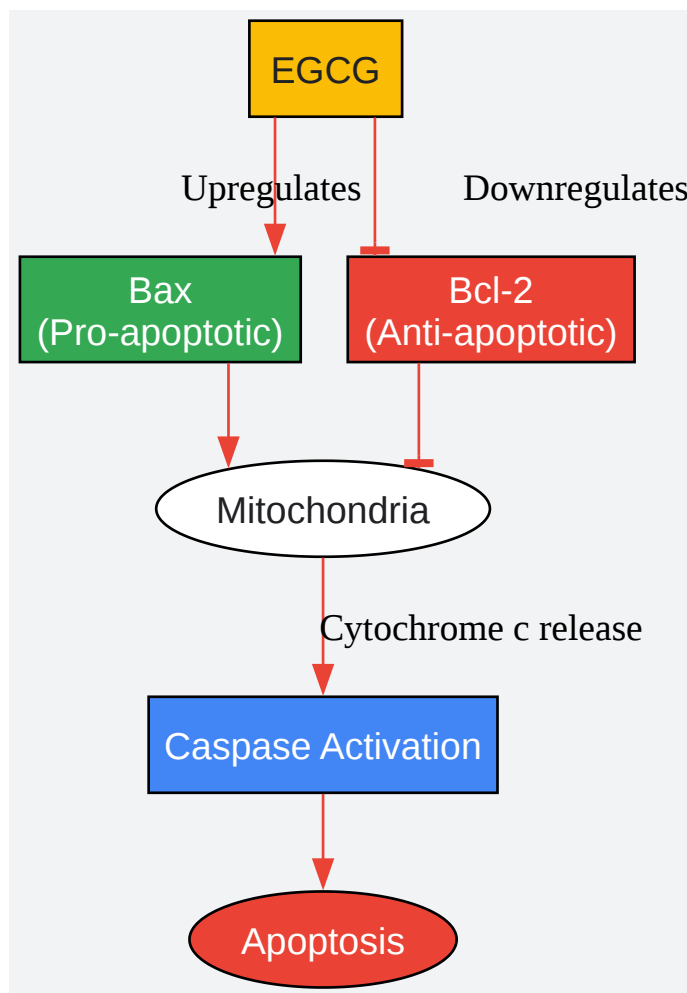 EGCG
Upregulates
Downregulates
Bax
(Pro-apoptotic)
Bcl-2
(Anti-apoptotic)
Mitochondria
Cytochrome c release
Caspase Activation
Apoptosis